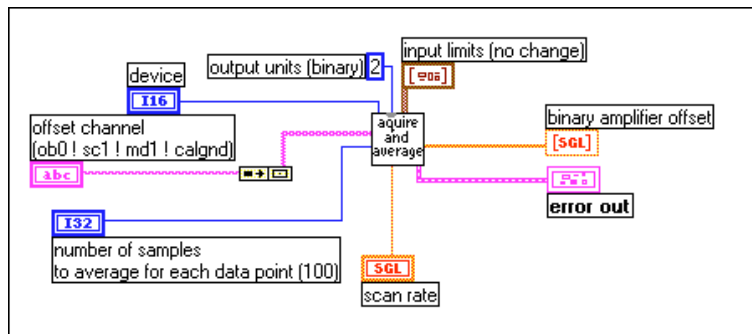 input limits (no change)
output units (binary) 2
device
I16
offset channel
(ob0 ! sc1 ! md1 ! calgnd)
abc
aquire
and
average
binary amplifier offset
[SGL]
error out
I32
number of samples
to average for each data point (100)
SGL
scan rate